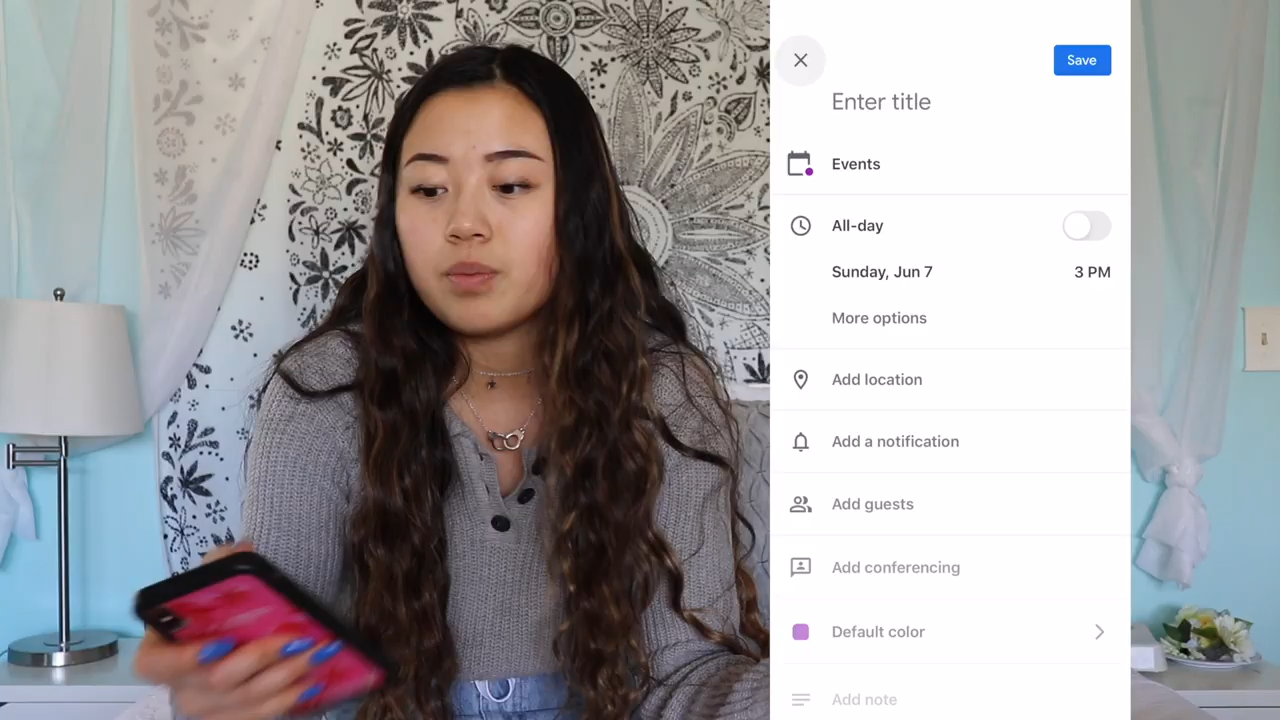 Save
Enter title
Events
All-day
Sunday, Jun 7 3 PM
More options
Add location
Add a notification
Add guests
Add conferencing
Default color
Add note